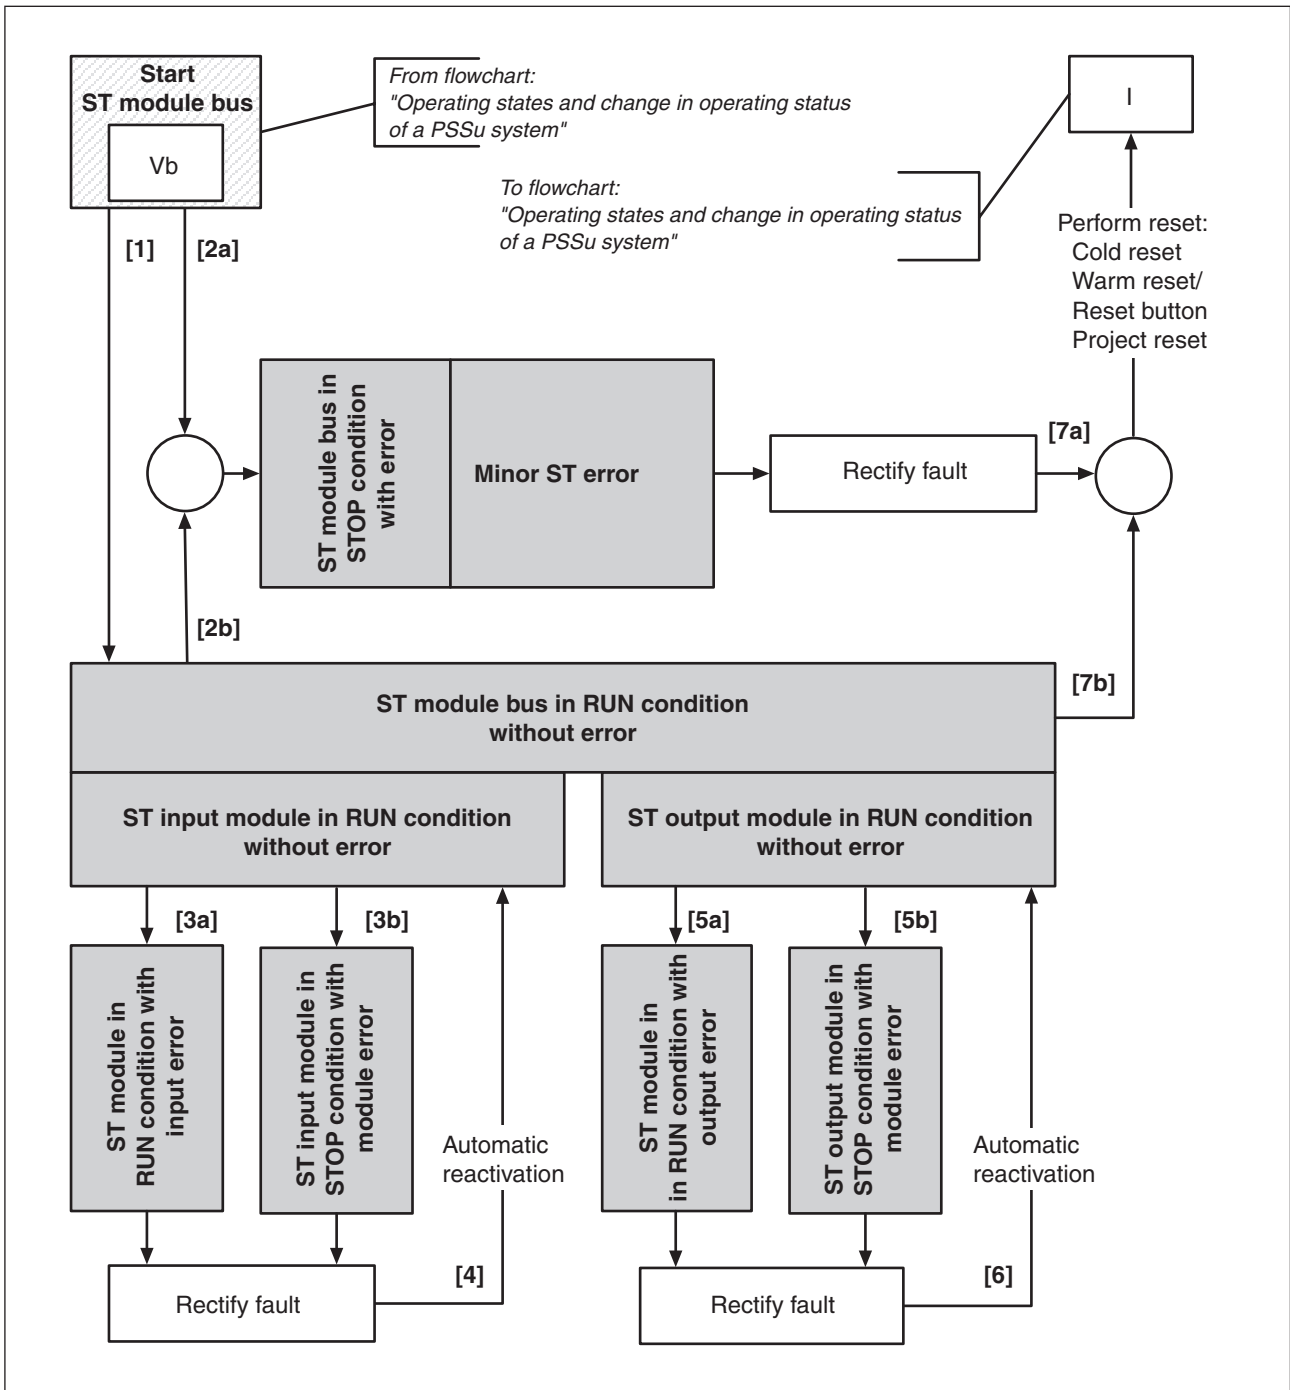 Start
ST module bus
Vb
From flowchart:
"Operating states and change in operating status
of a PSSu system"
I
To flowchart:
"Operating states and change in operating status
of a PSSu system"
Perform reset:
Cold reset
Warm reset/
Reset button
Project reset
[1]
[2a]
ST module bus in
STOP condition
with error
Minor ST error
Rectify fault
[7a]
[2b]
[7b]
ST module bus in RUN condition
without error
ST input module in RUN condition
without error
ST output module in RUN condition
without error
[3a]
[3b]
[5a]
[5b]
ST module in
RUN condition with
input error
ST input module in
STOP condition with
module error
Automatic
reactivation
ST module in
in RUN condition with
output error
ST output module in
STOP condition with
module error
Automatic
reactivation
Rectify fault
[4]
Rectify fault
[6]